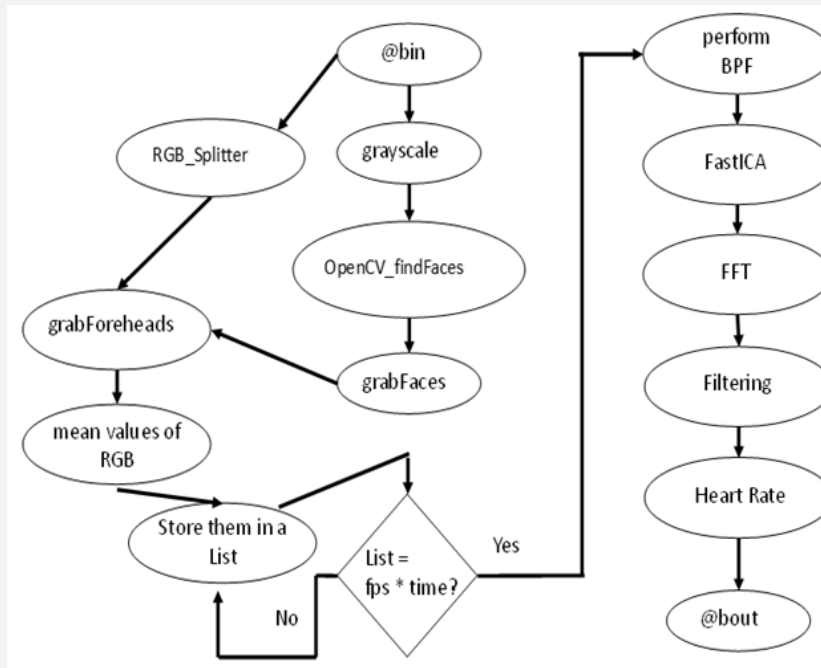 @bin
RGB_Splitter
grayscale
OpenCV_findFaces
grabForeheads
grabFaces
mean values of
RGB
Store them in a
List
List =
fps * time?
Yes
No
perform
BPF
FastICA
FFT
Filtering
Heart Rate
@bout